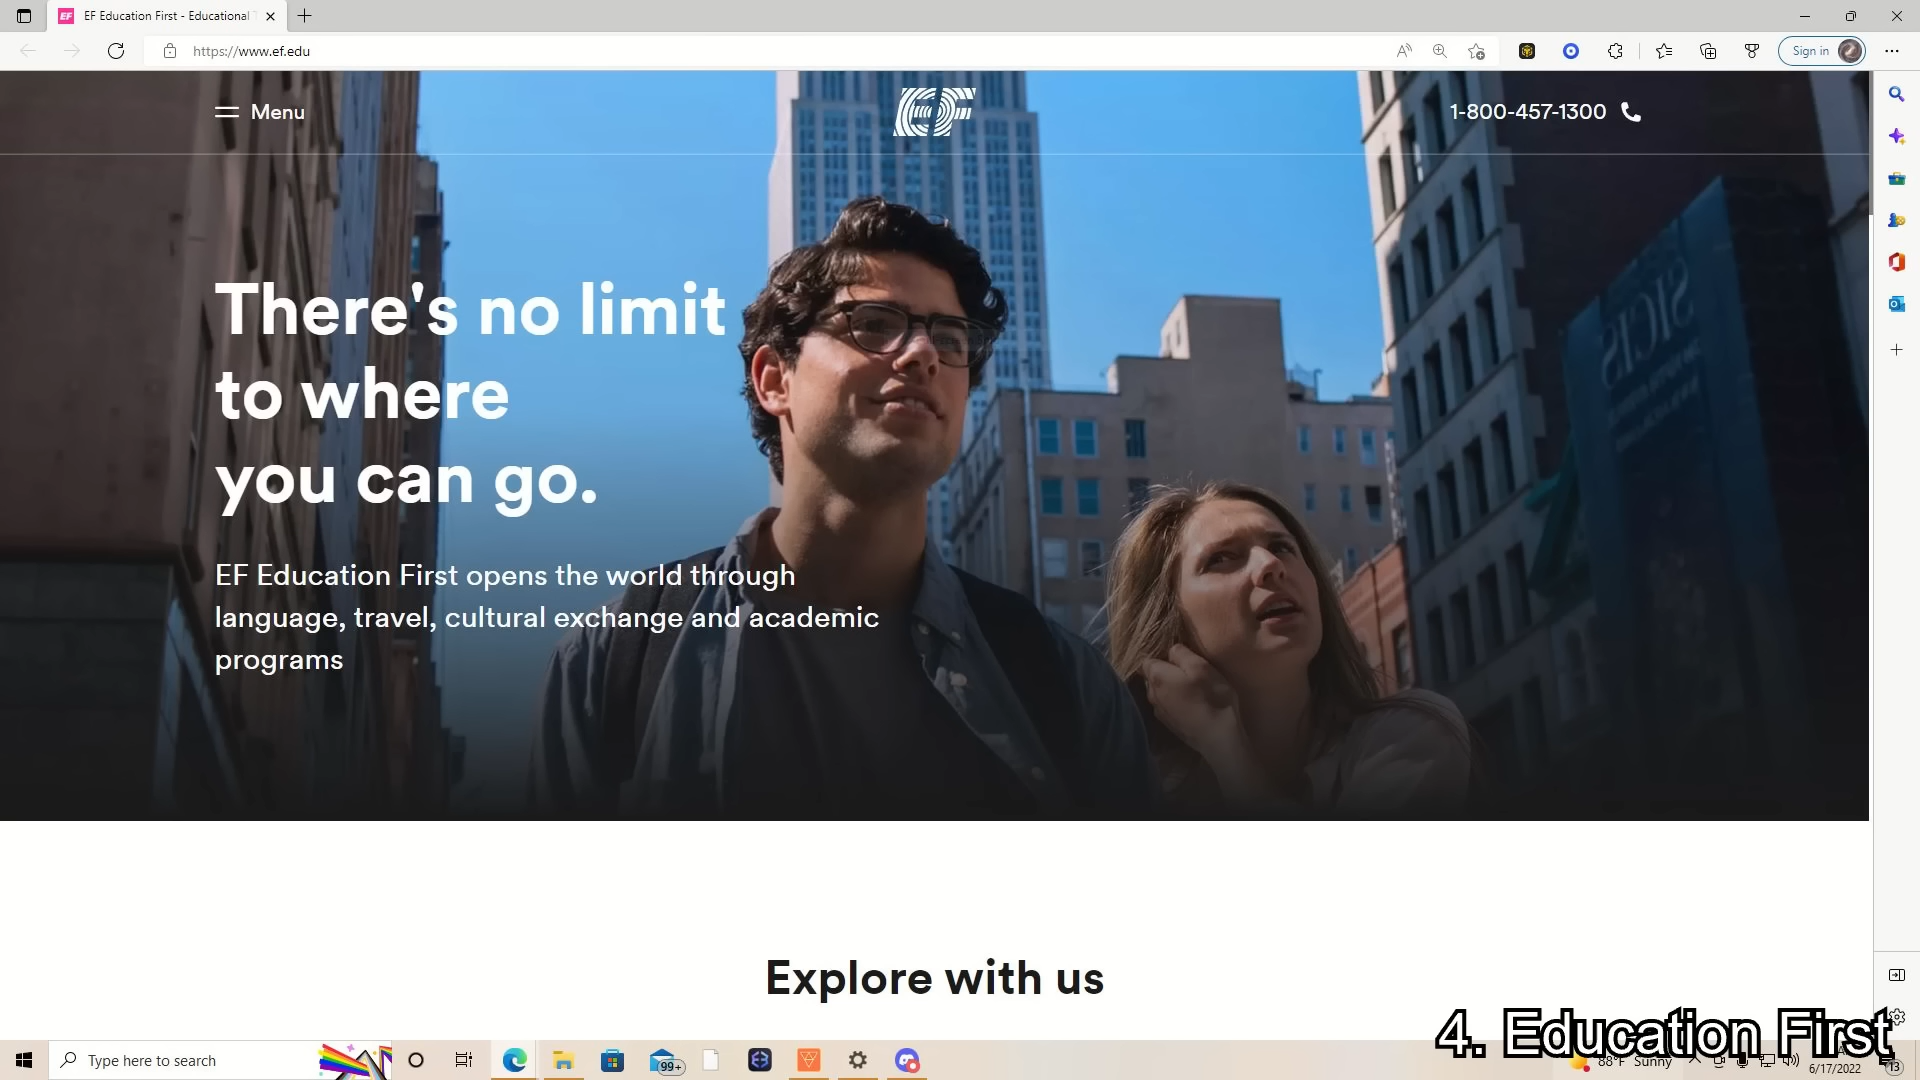 EF Education First - Educational T
https://www.ef.edu
Sign in
Menu
EF
1-800-457-1300
There's no limit
to where
you can go.
EF Education First opens the world through
language, travel, cultural exchange and academic
programs
Explore with us
4. Education First
Type here to search
99+
88°F Sunny
6/17/2022
13